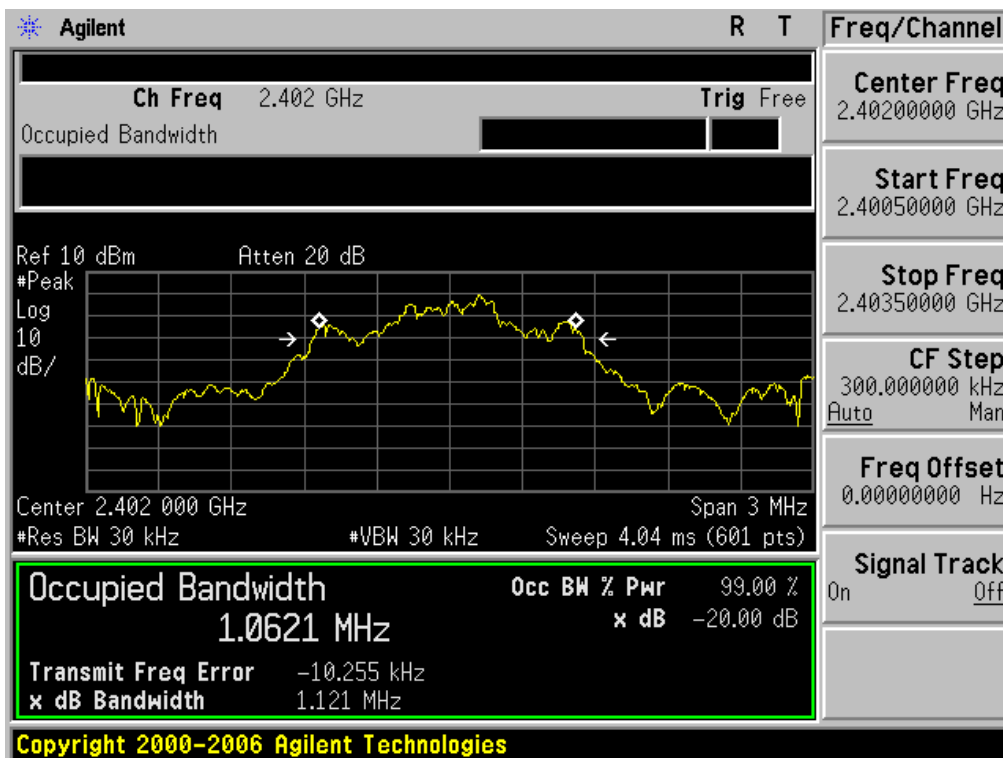 Agilent R T
Freq/Channel
Ch Freq 2.402 GHz Trig Free
Occupied Bandwidth
Center Freq
2.40200000 GHz
Start Freq
2.40050000 GHz
Stop Freq
2.40350000 GHz
CF Step
300.000000 kHz
Auto Man
Freq Offset
0.00000000 Hz
Signal Track
On Off
Ref 10 dBm Atten 20 dB
#Peak
Log
10
dB/
Center 2.402 000 GHz Span 3 MHz
#Res BW 30 kHz #VBW 30 kHz Sweep 4.04 ms (601 pts)
Occupied Bandwidth
1.0621 MHz
Occ BW % Pwr 99.00 %
x dB -20.00 dB
Transmit Freq Error -10.255 kHz
x dB Bandwidth 1.121 MHz
Copyright 2000-2006 Agilent Technologies